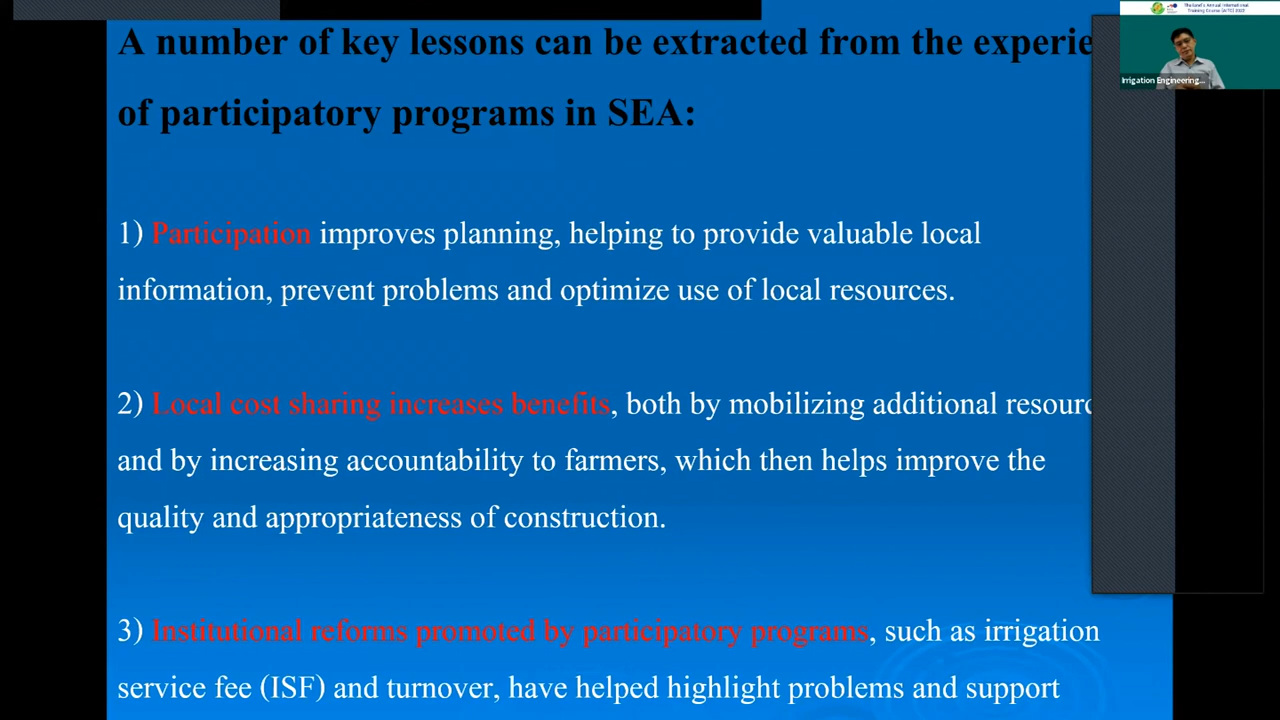 A number of key lessons can be extracted from the experie
of participatory programs in SEA:
1) Participation improves planning, helping to provide valuable local
information, prevent problems and optimize use of local resources.
2) Local cost sharing increases benefits, both by mobilizing additional resourc
and by increasing accountability to farmers, which then helps improve the
quality and appropriateness of construction.
3) Institutional reforms promoted by participatory programs, such as irrigation
service fee (ISF) and turnover, have helped highlight problems and support
Annual International
Training Course
Irrigation Engineering...